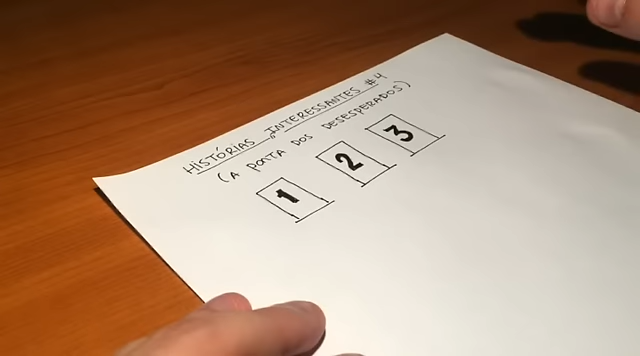 HISTÓRIAS INTERESSANTES #4
(A PORTA DOS DESESPERADOS)
1 2 3